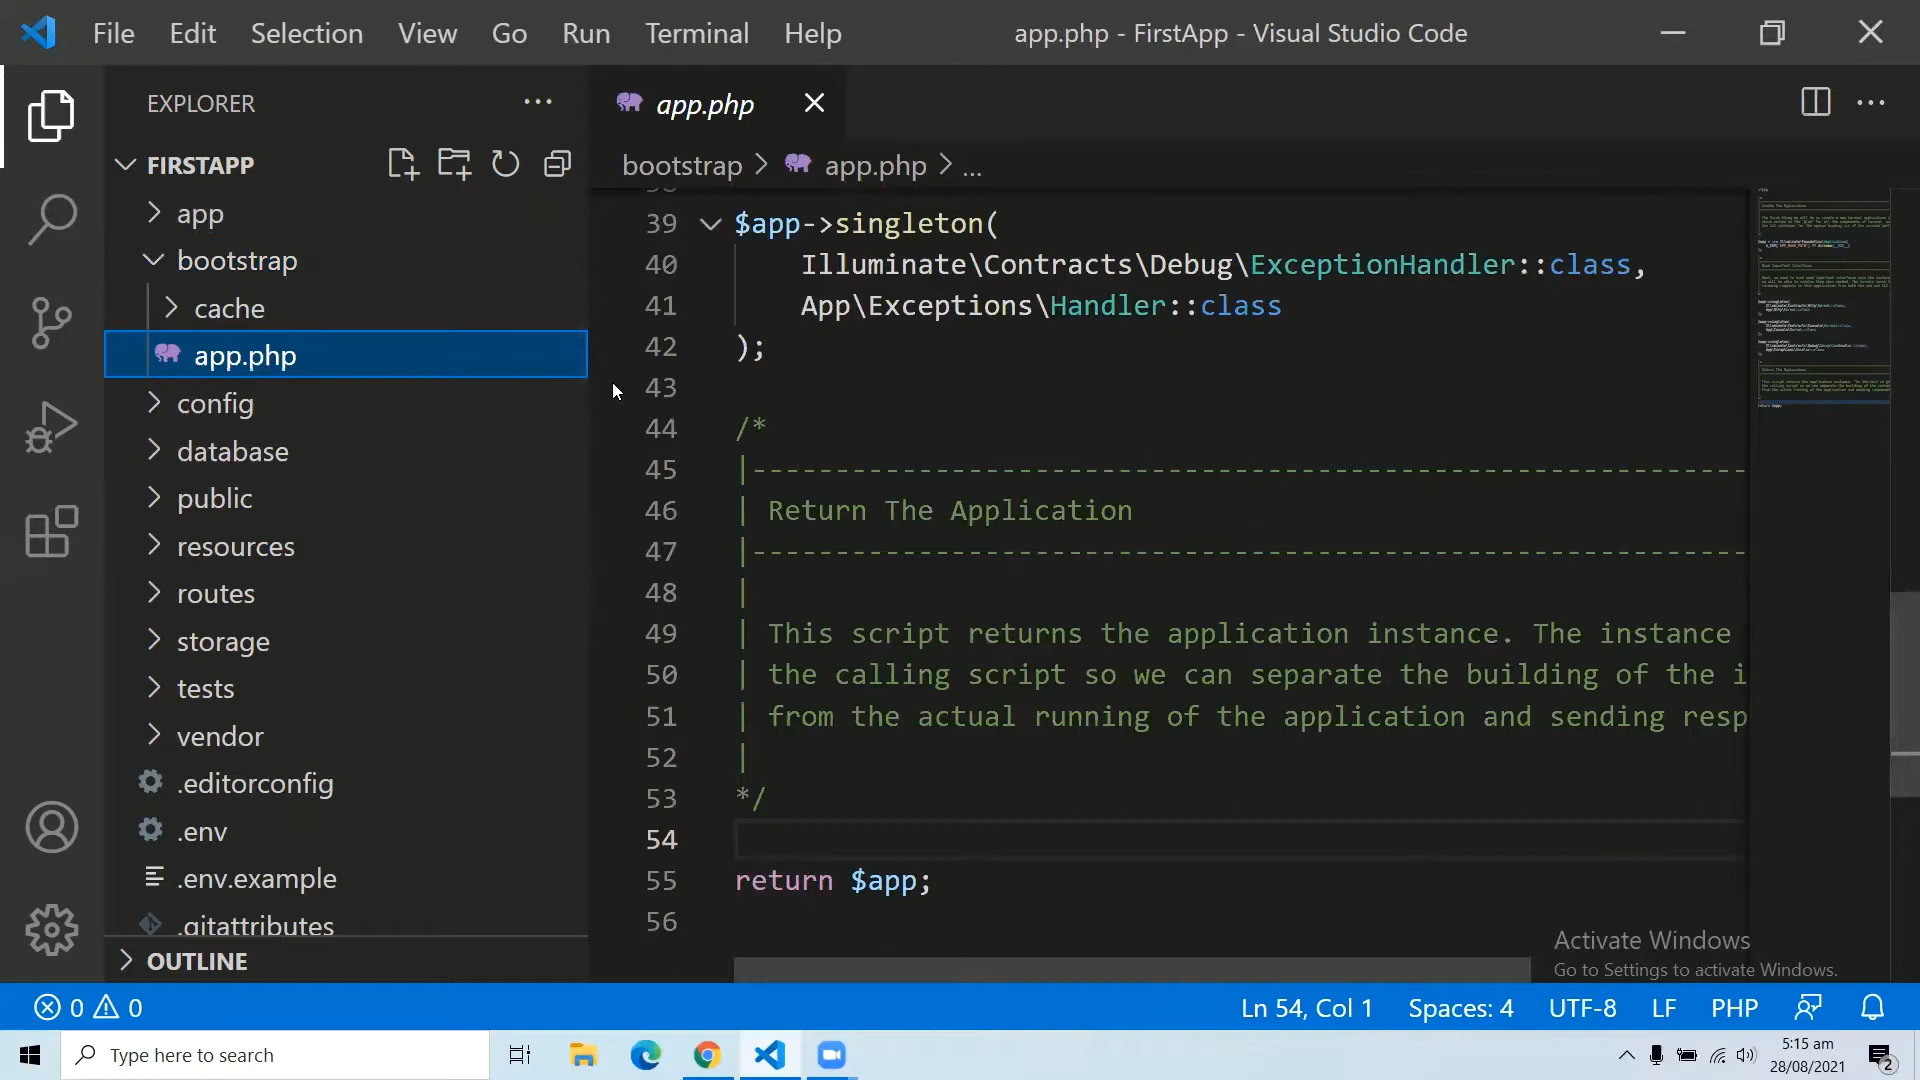 File Edit Selection View Go Run Terminal Help
app.php - FirstApp - Visual Studio Code
EXPLORER
FIRSTAPP
app
bootstrap
cache
app.php
config
database
public
resources
routes
storage
tests
vendor
.editorconfig
.env
.env.example
.gitattributes
OUTLINE
app.php
bootstrap > app.php > ...
39 $app->singleton(
40 Illuminate\Contracts\Debug\ExceptionHandler::class,
41 App\Exceptions\Handler::class
42 );
43
44 /*
45 |------------------------------------------------------------
46 | Return The Application
47 |------------------------------------------------------------
48 |
49 | This script returns the application instance. The instance
50 | the calling script so we can separate the building of the i
51 | from the actual running of the application and sending resp
52 |
53 */
54
55 return $app;
56
Activate Windows
Go to Settings to activate Windows.
0 0
Ln 54, Col 1 Spaces: 4 UTF-8 LF PHP
Type here to search
5:15 am
28/08/2021
2